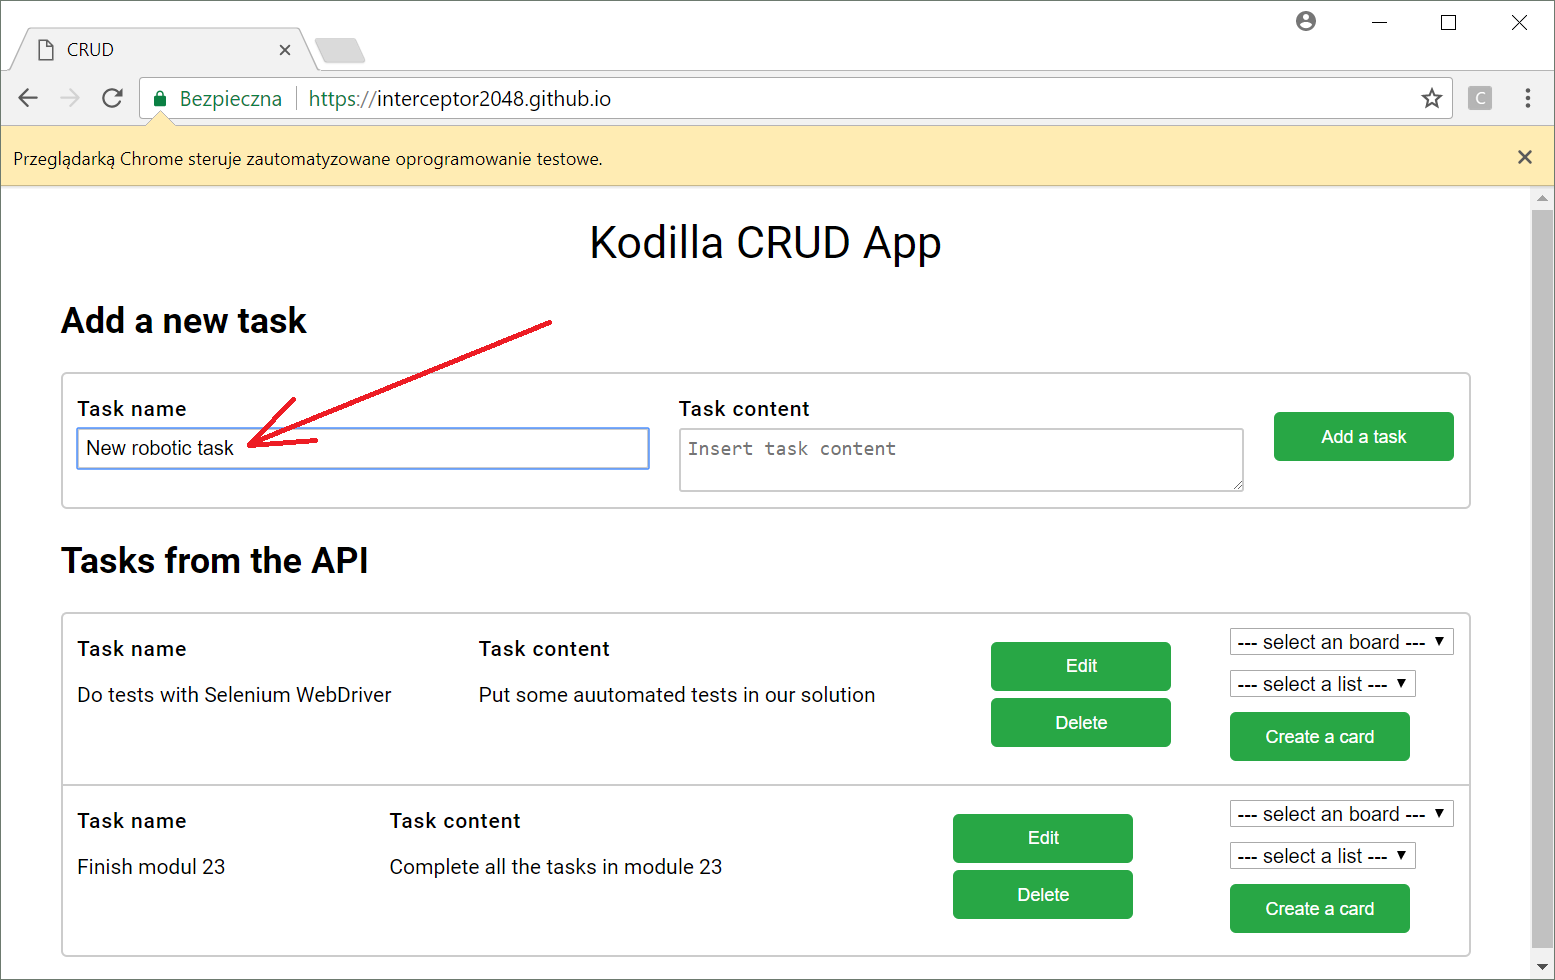 CRUD
Bezpieczna
https://interceptor2048.github.io
C
Przeglądarką Chrome steruje zautomatyzowane oprogramowanie testowe.
Kodilla CRUD App
Add a new task
Task name
New robotic task
Task content
Insert task content
Add a task
Tasks from the API
Task name
Do tests with Selenium WebDriver
Task content
Put some auutomated tests in our solution
Edit
Delete
--- select an board ---
--- select a list ---
Create a card
Task name
Finish modul 23
Task content
Complete all the tasks in module 23
Edit
Delete
--- select an board ---
--- select a list ---
Create a card